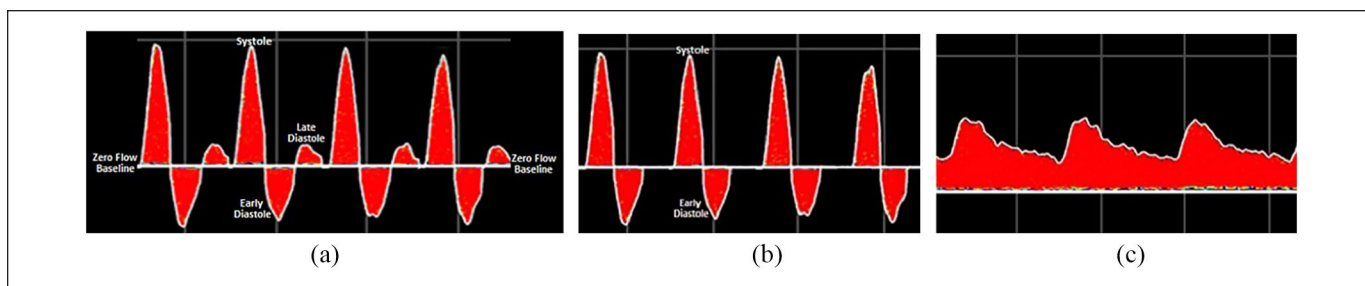 Systole
Late
Diastole
Zero Flow
Baseline
Zero Flow
Baseline
Early
Diastole
Systole
Early
Diastole
(a)
(b)
(c)